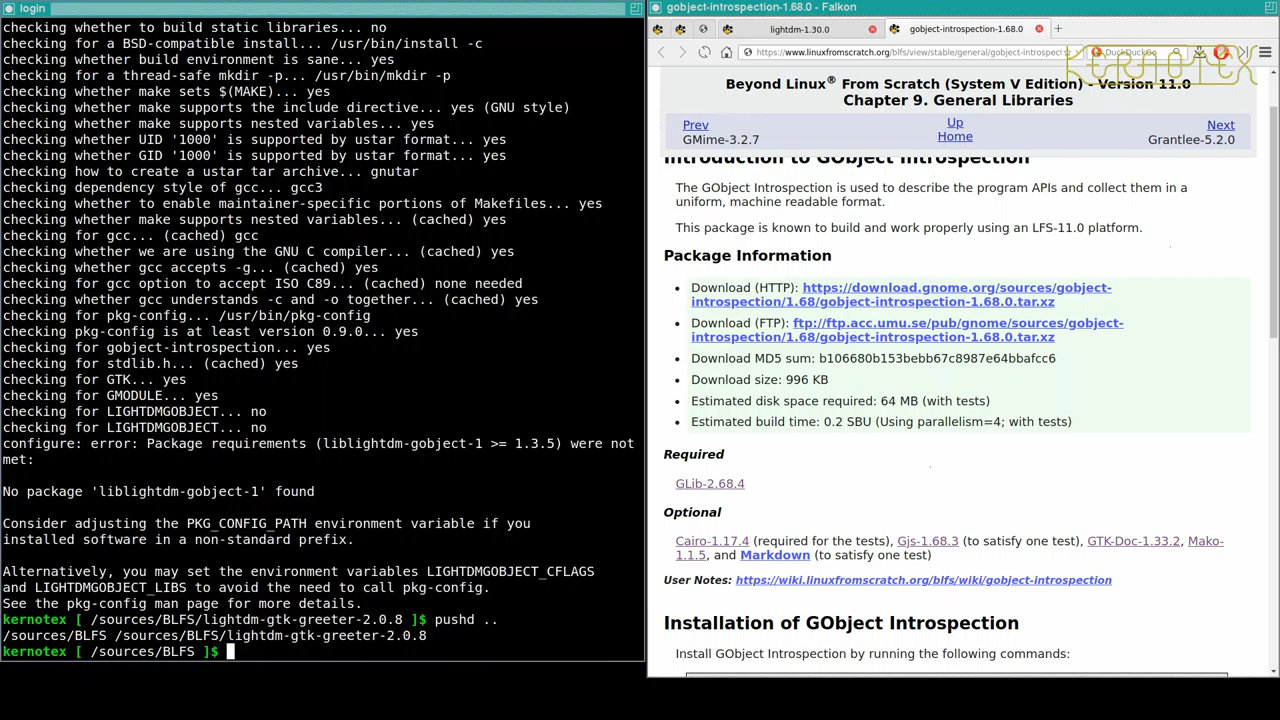 login
checking whether to build static libraries... no
checking for a BSD-compatible install... /usr/bin/install -c
checking whether build environment is sane... yes
checking for a thread-safe mkdir -p... /usr/bin/mkdir -p
checking whether make sets $(MAKE)... yes
checking whether make supports the include directive... yes (GNU style)
checking whether make supports nested variables... yes
checking whether UID '1000' is supported by ustar format... yes
checking whether GID '1000' is supported by ustar format... yes
checking how to create a ustar tar archive... gnutar
checking dependency style of gcc... gcc3
checking whether to enable maintainer-specific portions of Makefiles... yes
checking whether make supports nested variables... (cached) yes
checking for gcc... (cached) gcc
checking whether we are using the GNU C compiler... (cached) yes
checking whether gcc accepts -g... (cached) yes
checking for gcc option to accept ISO C89... (cached) none needed
checking whether gcc understands -c and -o together... (cached) yes
checking for pkg-config... /usr/bin/pkg-config
checking pkg-config is at least version 0.9.0... yes
checking for gobject-introspection... yes
checking for stdlib.h... (cached) yes
checking for GTK... yes
checking for GMODULE... yes
checking for LIGHTDMGOBJECT... no
checking for LIGHTDMGOBJECT... no
configure: error: Package requirements (liblightdm-gobject-1 >= 1.3.5) were not
met:
No package 'liblightdm-gobject-1' found
Consider adjusting the PKG_CONFIG_PATH environment variable if you
installed software in a non-standard prefix.
Alternatively, you may set the environment variables LIGHTDMGOBJECT_CFLAGS
and LIGHTDMGOBJECT_LIBS to avoid the need to call pkg-config.
See the pkg-config man page for more details.
kernotex [ /sources/BLFS/lightdm-gtk-greeter-2.0.8 ]$ pushd ..
/sources/BLFS /sources/BLFS/lightdm-gtk-greeter-2.0.8
kernotex [ /sources/BLFS ]$
gobject-introspection-1.68.0 - Falkon
lightdm-1.30.0
gobject-introspection-1.68.0
https://www.linuxfromscratch.org/blfs/view/stable/general/gobject-introspect
DuckDuckGo
KERNOTEX
Beyond Linux® From Scratch (System V Edition) - Version 11.0
Chapter 9. General Libraries
Prev
Up
Next
GMime-3.2.7
Home
Grantlee-5.2.0
Introduction to GObject Introspection
The GObject Introspection is used to describe the program APIs and collect them in a
uniform, machine readable format.
This package is known to build and work properly using an LFS-11.0 platform.
Package Information
• Download (HTTP): https://download.gnome.org/sources/gobject-
introspection/1.68/gobject-introspection-1.68.0.tar.xz
• Download (FTP): ftp://ftp.acc.umu.se/pub/gnome/sources/gobject-
introspection/1.68/gobject-introspection-1.68.0.tar.xz
• Download MD5 sum: b106680b153bebb67c8987e64bbafcc6
• Download size: 996 KB
• Estimated disk space required: 64 MB (with tests)
• Estimated build time: 0.2 SBU (Using parallelism=4; with tests)
Required
GLib-2.68.4
Optional
Cairo-1.17.4 (required for the tests), Gjs-1.68.3 (to satisfy one test), GTK-Doc-1.33.2, Mako-
1.1.5, and Markdown (to satisfy one test)
User Notes: https://wiki.linuxfromscratch.org/blfs/wiki/gobject-introspection
Installation of GObject Introspection
Install GObject Introspection by running the following commands: